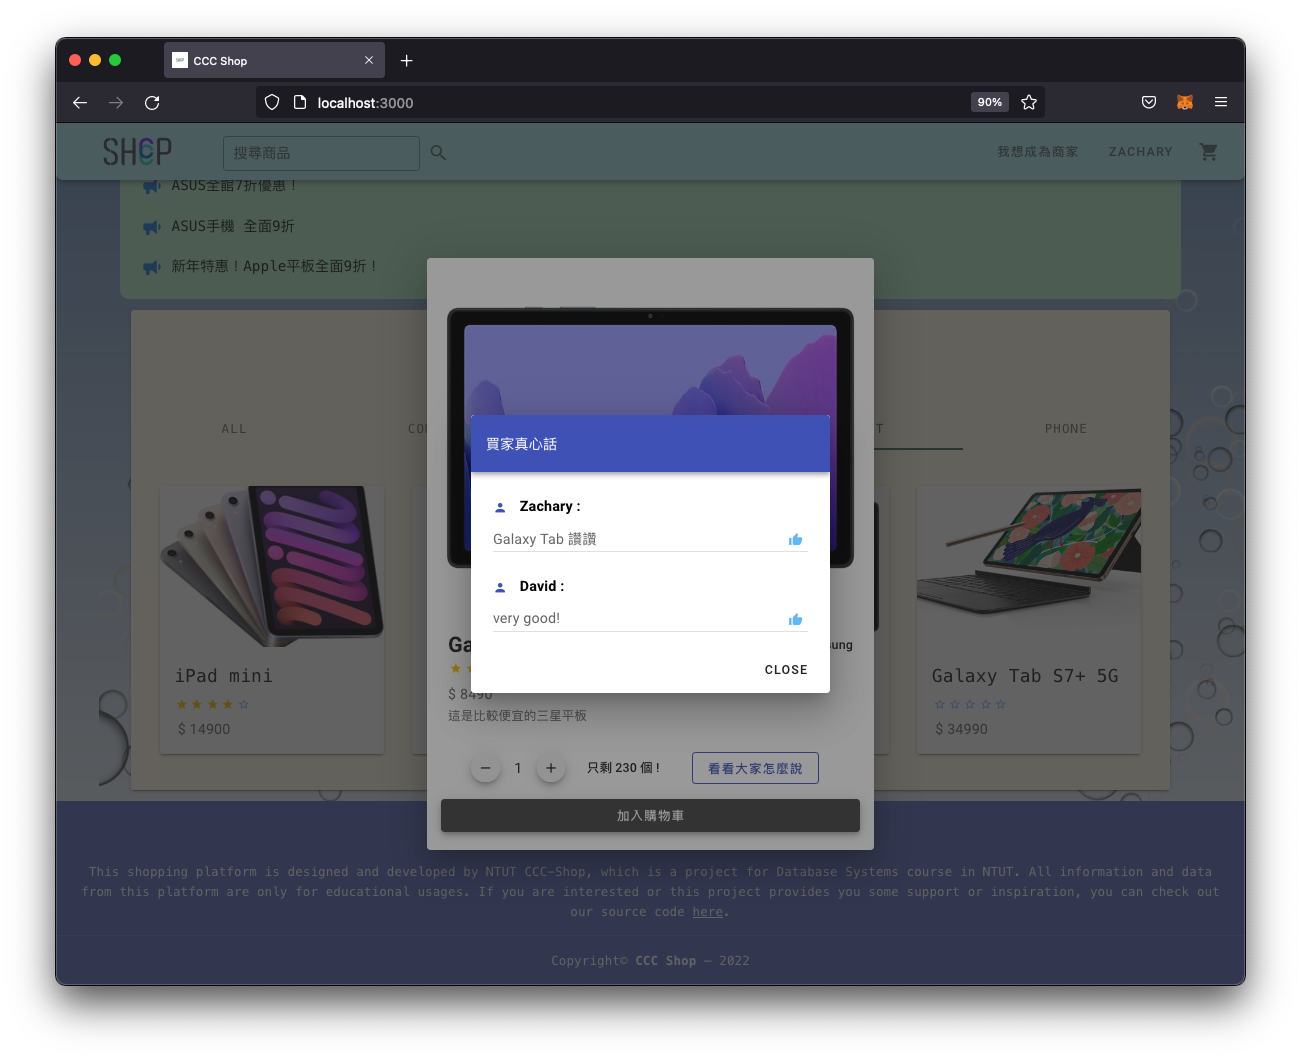 CCC Shop
localhost:3000
90%
SHCCP
搜尋商品
我想成為商家
ZACHARY
ASUS全館7折優惠！
ASUS手機 全面9折
新年特惠！Apple平板全面9折！
ALL
PHONE
買家真心話
Zachary :
Galaxy Tab 讚讚
David :
very good!
CLOSE
iPad mini
$ 14900
Ga
$ 8490
這是比較便宜的三星平板
1
只剩 230 個 !
看看大家怎麼說
加入購物車
Galaxy Tab S7+ 5G
$ 34990
This shopping platform is designed and developed by NTUT CCC-Shop, which is a project for Database Systems course in NTUT. All information and data
from this platform are only for educational usages. If you are interested or this project provides you some support or inspiration, you can check out
our source code here.
Copyright© CCC Shop — 2022